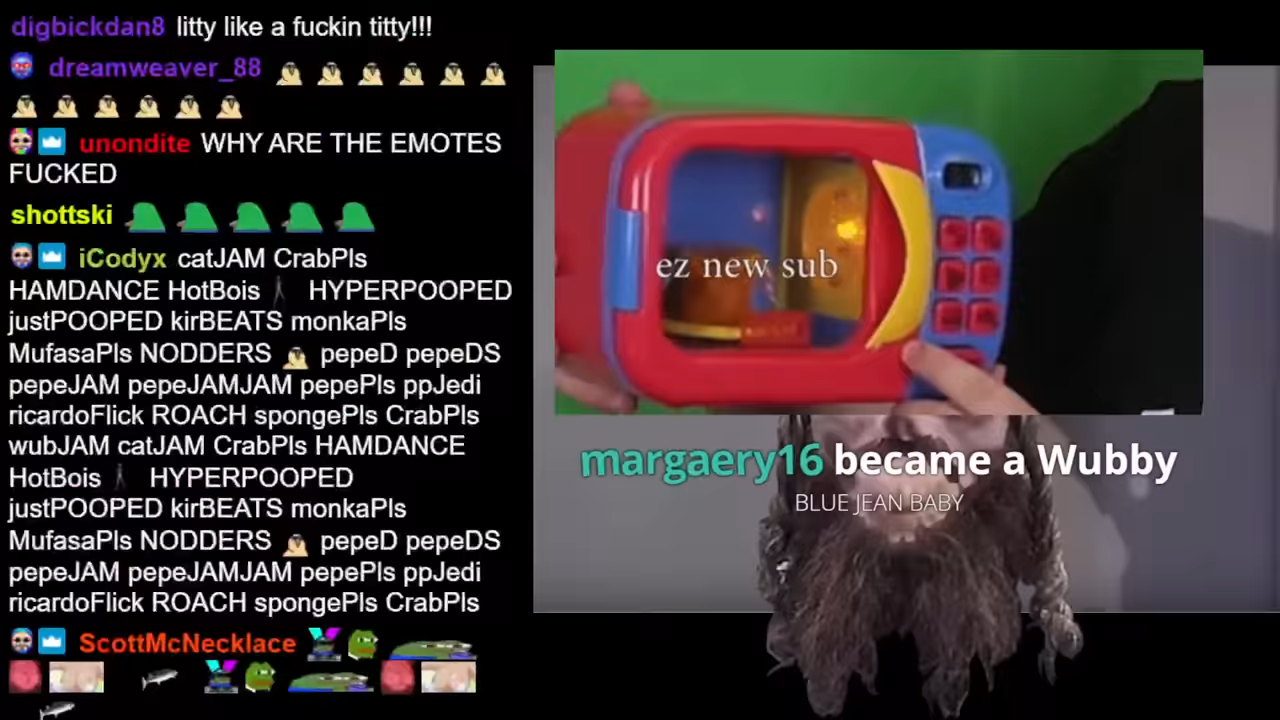 digbickdan8 litty like a fuckin titty!!!
dreamweaver_88
unondite WHY ARE THE EMOTES
FUCKED
shottski
iCodyx catJAM CrabPls
HAMDANCE HotBois HYPERPOOPED
justPOOPED kirBEATS monkaPls
MufasaPls NODDERS pepeD pepeDS
pepeJAM pepeJAMJAM pepePls ppJedi
ricardoFlick ROACH spongePls CrabPls
wubJAM catJAM CrabPls HAMDANCE
HotBois HYPERPOOPED
justPOOPED kirBEATS monkaPls
MufasaPls NODDERS pepeD pepeDS
pepeJAM pepeJAMJAM pepePls ppJedi
ricardoFlick ROACH spongePls CrabPls
ScottMcNecklace
ez new sub
margaery16 became a Wubby
BLUE JEAN BABY